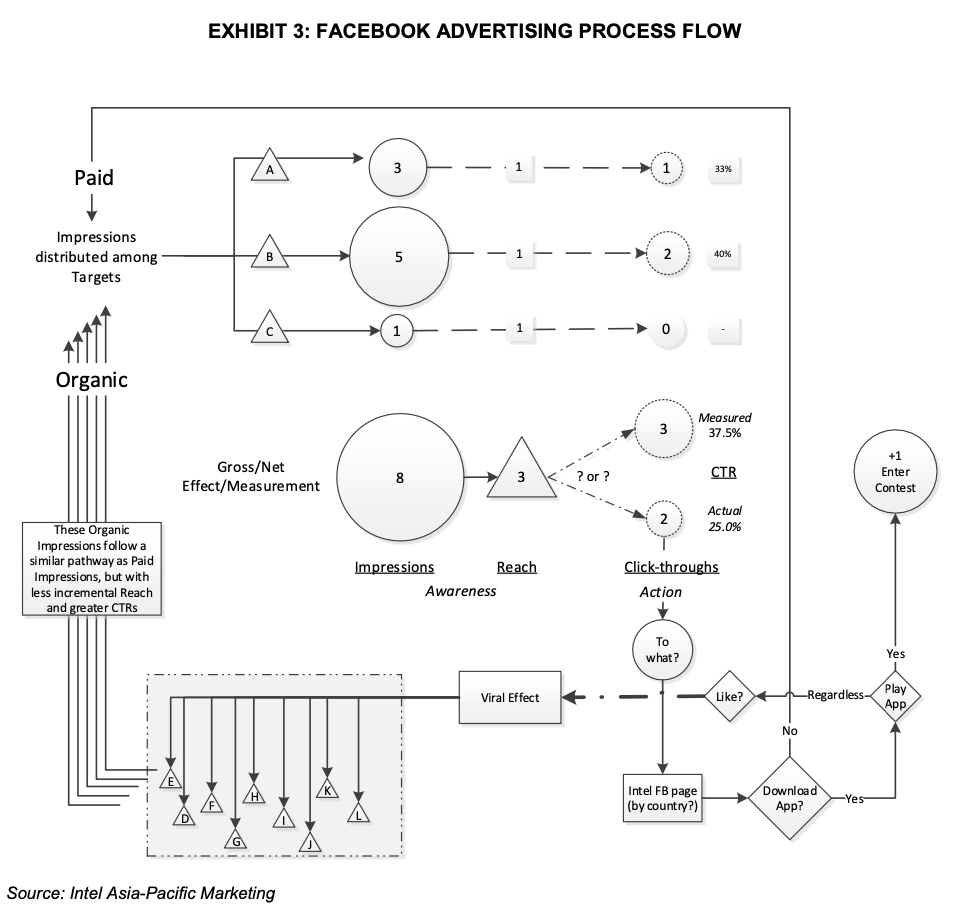 EXHIBIT 3: FACEBOOK ADVERTISING PROCESS FLOW
Paid
Impressions
distributed among
Targets
A
3
1
1
33%
B
5
1
2
40%
C
1
1
0
-
Organic
Gross/Net
Effect/Measurement
8
3
? or ?
3
Measured
37.5%
CTR
2
Actual
25.0%
Impressions
Reach
Click-throughs
Awareness
Action
+1
Enter
Contest
These Organic
Impressions follow a
similar pathway as Paid
Impressions, but with
less incremental Reach
and greater CTRs
To
what?
Yes
Viral Effect
Like?
Regardless
Play
App
No
E
D
F
G
H
I
J
K
L
Intel FB page
(by country?)
Download
App?
Yes
Source: Intel Asia-Pacific Marketing